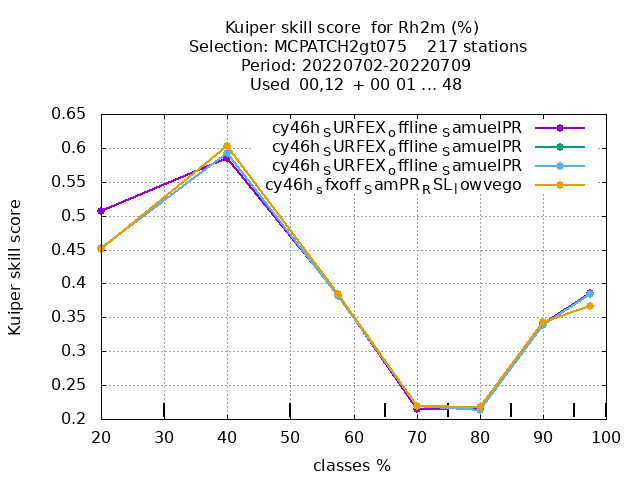 Kuiper skill score  for Rh2m (%)
Selection: MCPATCH2gt075    217 stations
Period: 20220702-20220709
Used  00,12  + 00 01 ... 48
cy46h_SURFEX_offline_SamuelPR
cy46h_SURFEX_offline_SamuelPR
cy46h_SURFEX_offline_SamuelPR
cy46h_sfxoff_SamPR_RSL_lowvego
0.65
0.6
0.55
0.5
0.45
0.4
0.35
0.3
0.25
0.2
Kuiper skill score
20 30 40 50 60 70 80 90 100
classes %